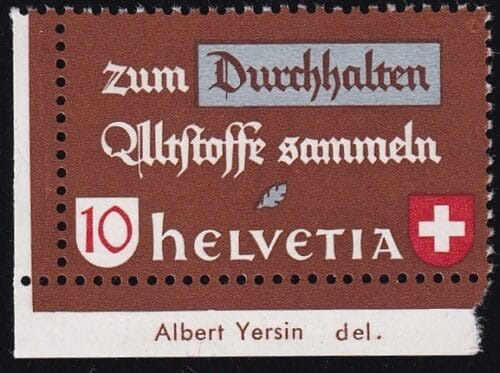 zum Durchhalten
Altstoffe sammeln
10 HELVETIA
Albert Yersin del.